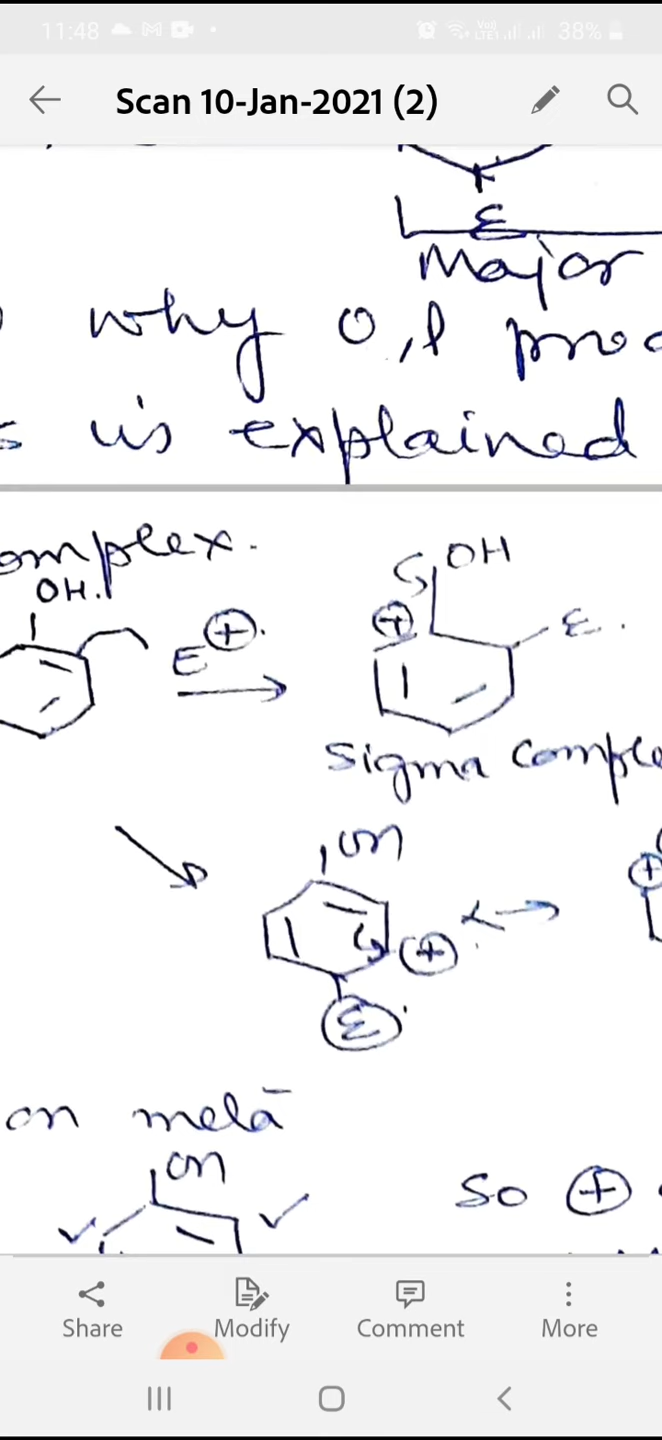 11:48
38%
Scan 10-Jan-2021 (2)
E
Major
why o,p
is explained
omplex.
OH
OH
⊕
E⊕
E
Sigma comple
OH
⊕
⊕
E
on meta
OH
So ⊕
Share
Modify
Comment
More